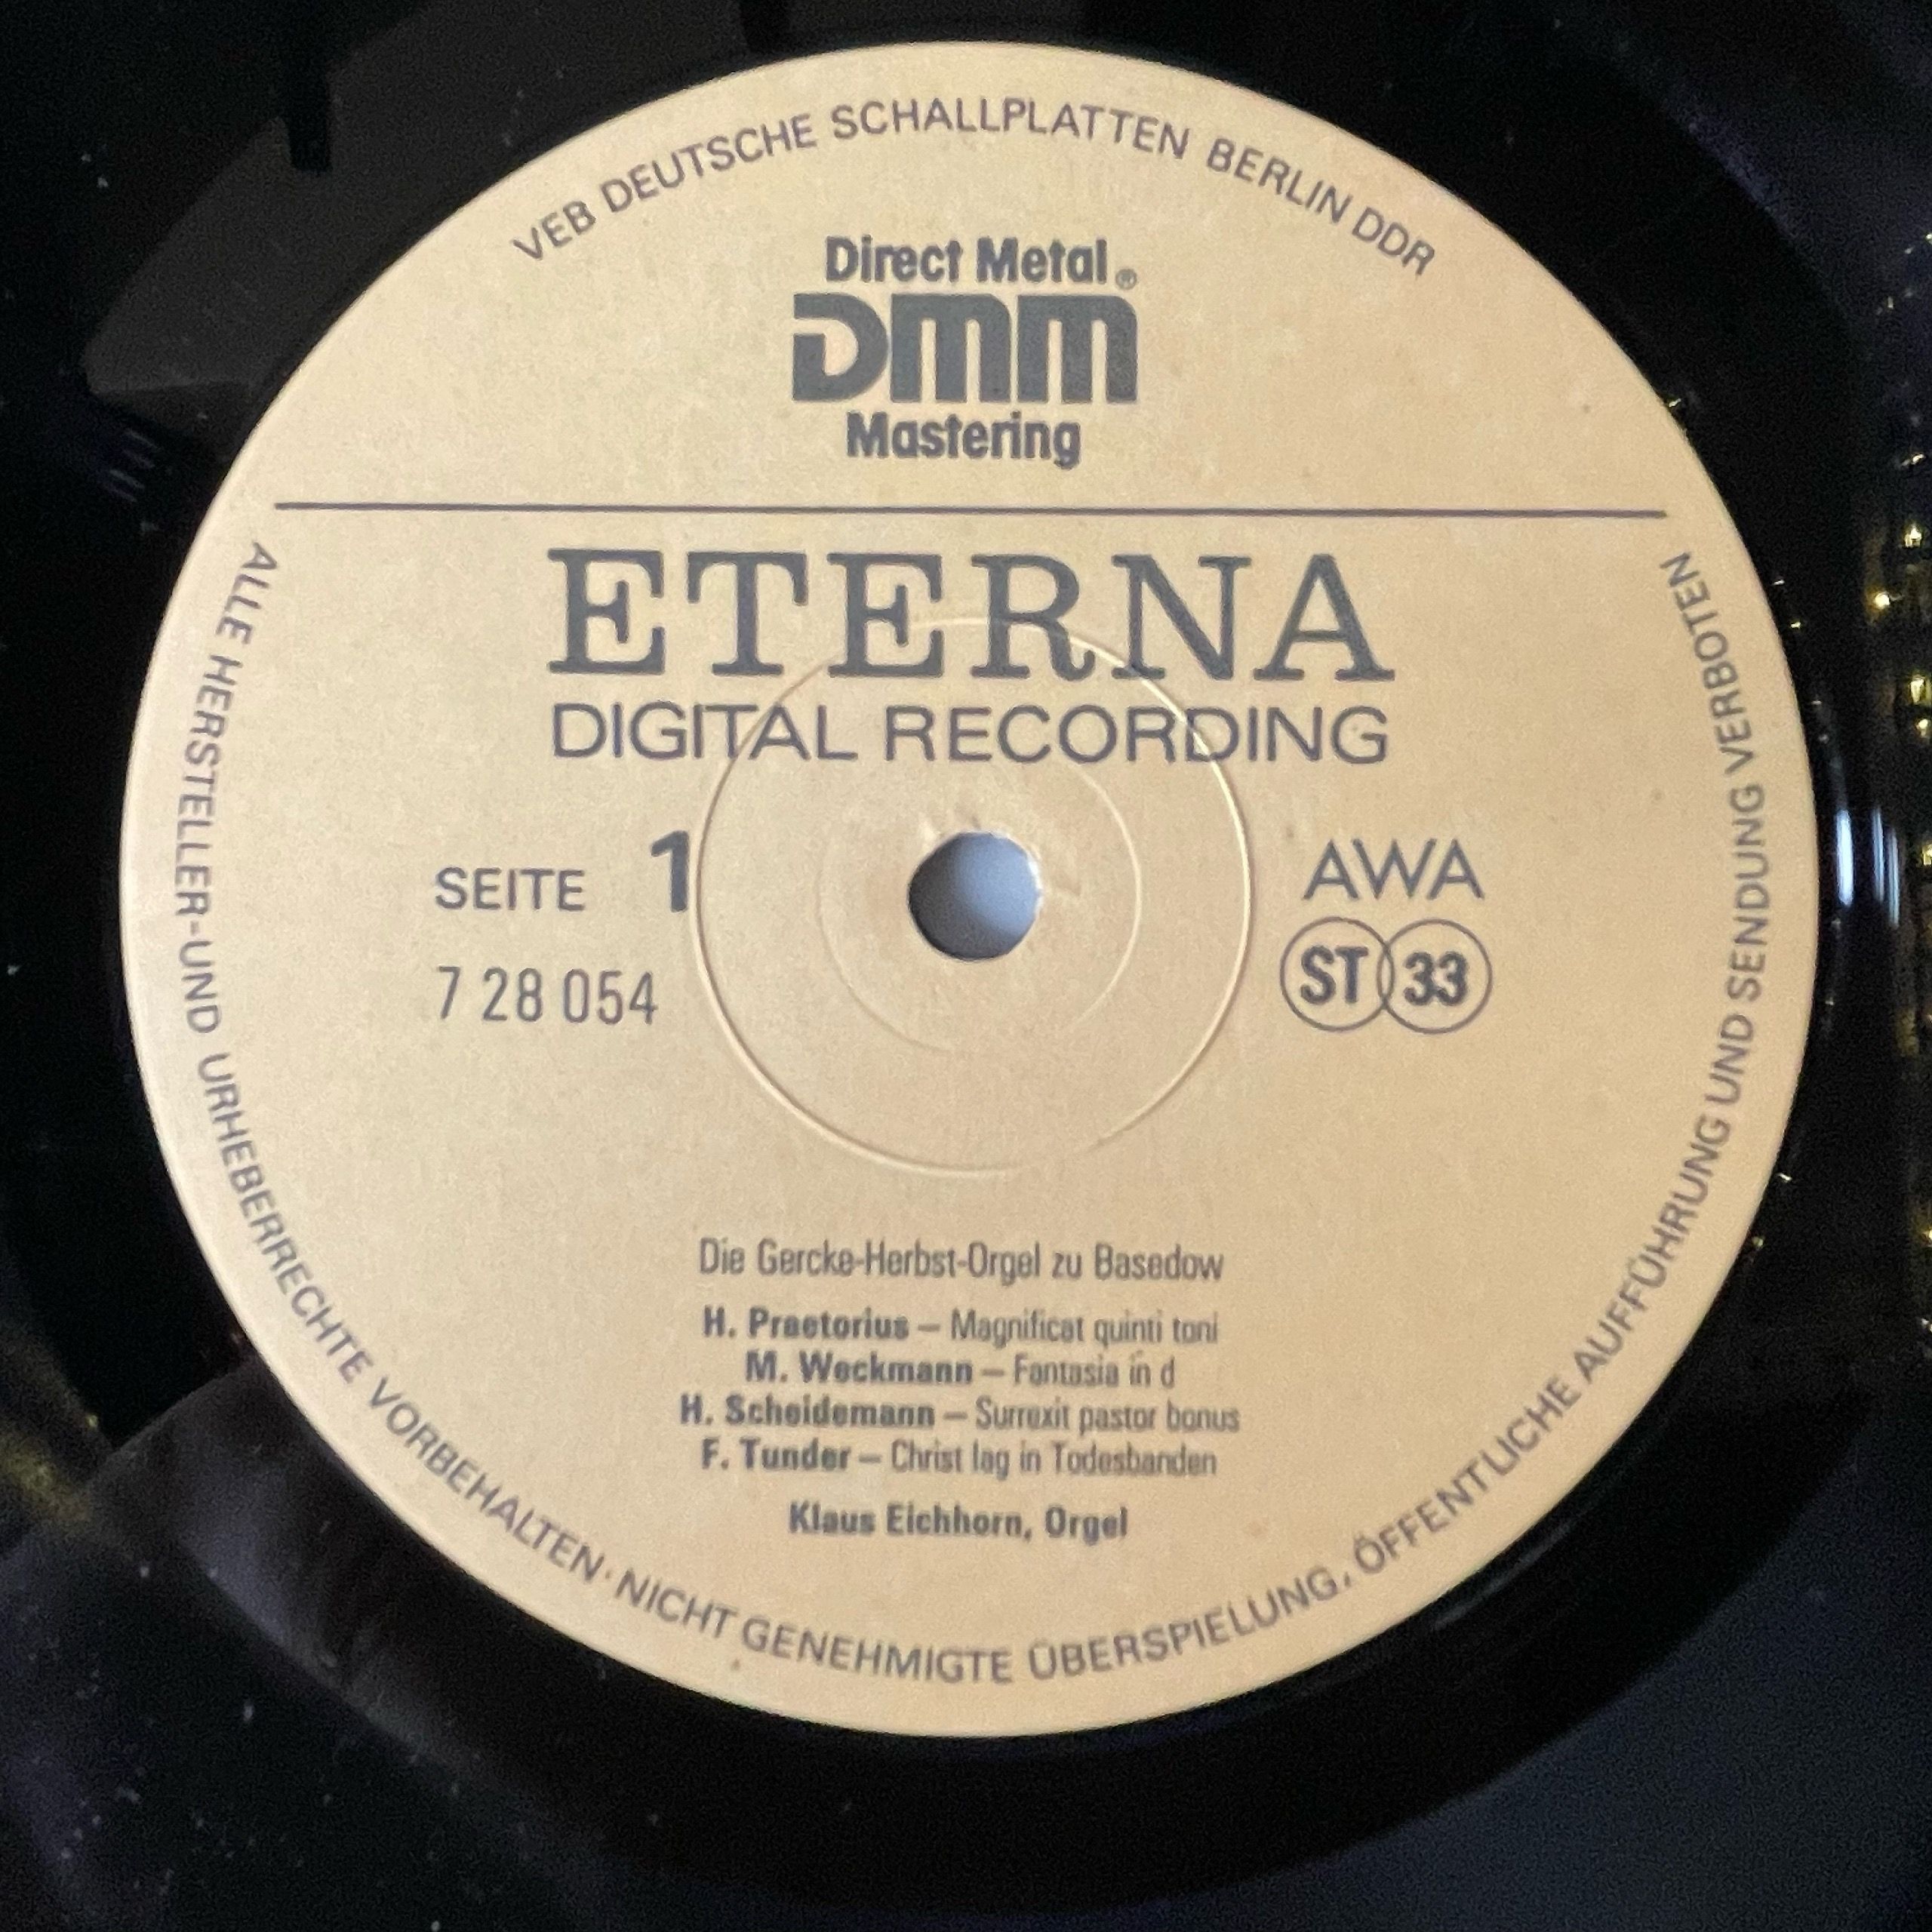 VEB DEUTSCHE SCHALLPLATTEN BERLIN DDR
Direct Metal®
DMM
Mastering
ETERNA
DIGITAL RECORDING
SEITE 1
7 28 054
AWA
ST 33
Die Gercke-Herbst-Orgel zu Basedow
H. Praetorius – Magnificat quinti toni
M. Weckmann – Fantasia in d
H. Scheidemann – Surrexit pastor bonus
F. Tunder – Christ lag in Todesbanden
Klaus Eichhorn, Orgel
ALLE HERSTELLER-UND URHEBERRECHTE VORBEHALTEN · NICHT GENEHMIGTE ÜBERSPIELUNG, ÖFFENTLICHE AUFFÜHRUNG UND SENDUNG VERBOTEN